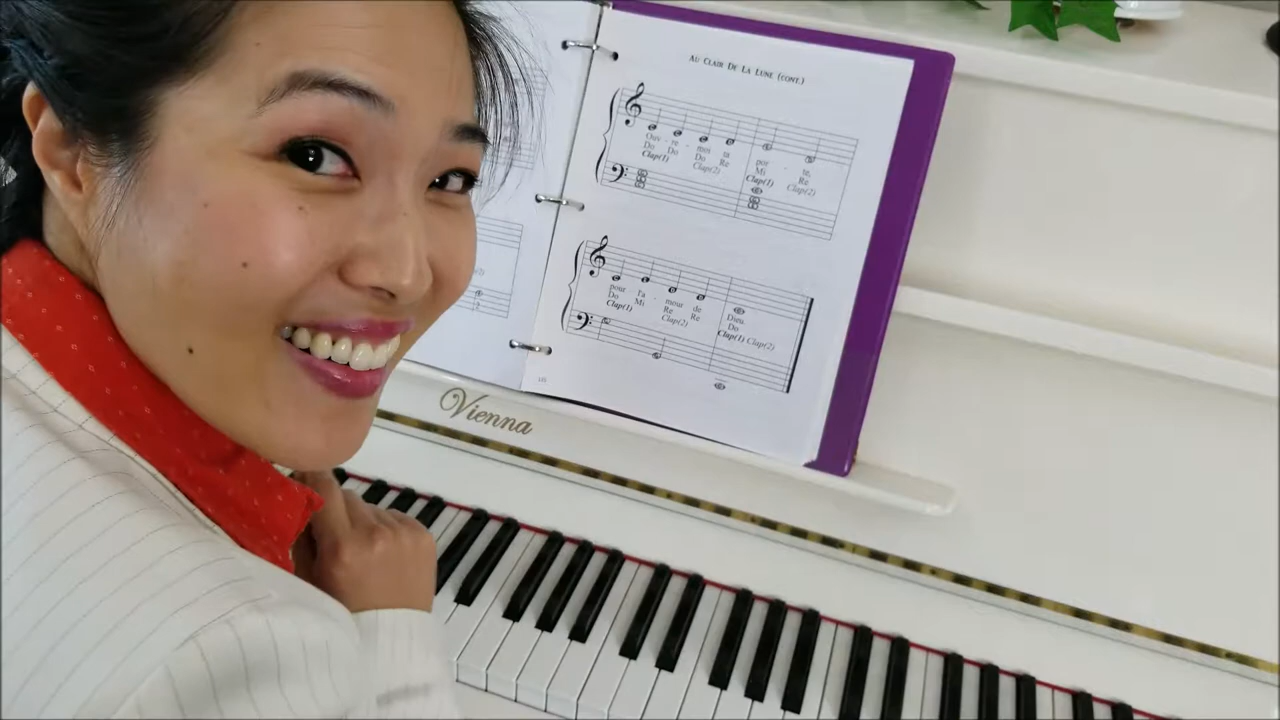 AU CLAIR DE LA LUNE (CONT.)
Ouv - re - moi ta por - te,
Do Do Do Re Mi Re
Clap(1) Clap(2) Clap(1) Clap(2)
pour l'a - mour de Dieu.
Do Mi Re Re Do
Clap(1) Clap(2) Clap(1) Clap(2)
Vienna